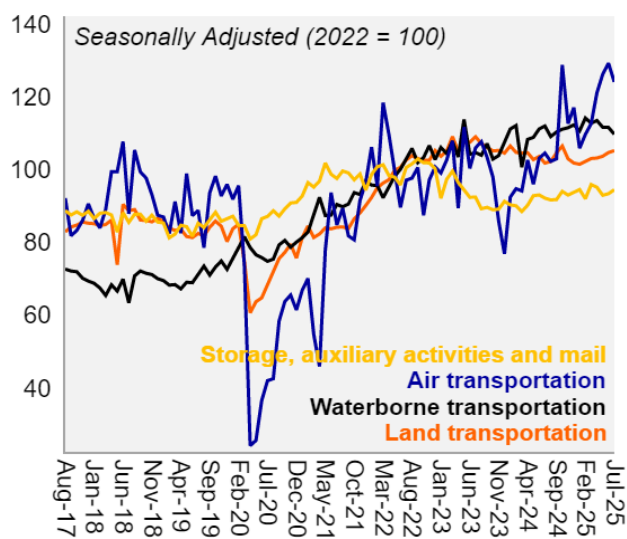 140
120
100
80
60
40
Seasonally Adjusted (2022 = 100)
Storage, auxiliary activities and mail
Air transportation
Waterborne transportation
Land transportation
Aug-17
Jan-18
Jun-18
Nov-18
Apr-19
Sep-19
Feb-20
Jul-20
Dec-20
May-21
Oct-21
Mar-22
Aug-22
Jan-23
Jun-23
Nov-23
Apr-24
Sep-24
Feb-25
Jul-25